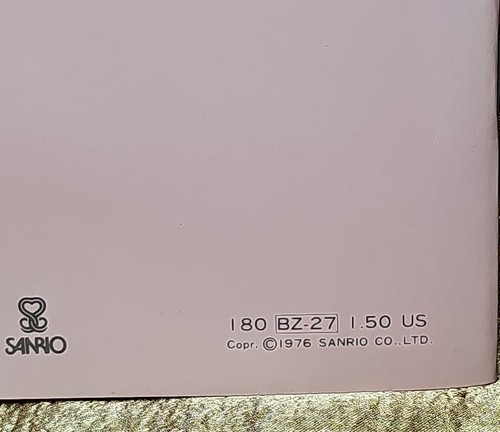 180 BZ-27 1.50 US
SANRIO
Copr. ©1976 SANRIO CO.,LTD.